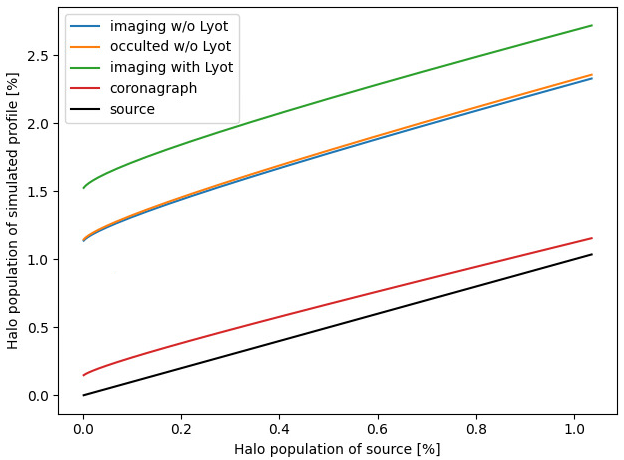 imaging w/o Lyot
occulted w/o Lyot
imaging with Lyot
coronagraph
source
Halo population of simulated profile [%]
2.5
2.0
1.5
1.0
0.5
0.0
0.0 0.2 0.4 0.6 0.8 1.0
Halo population of source [%]